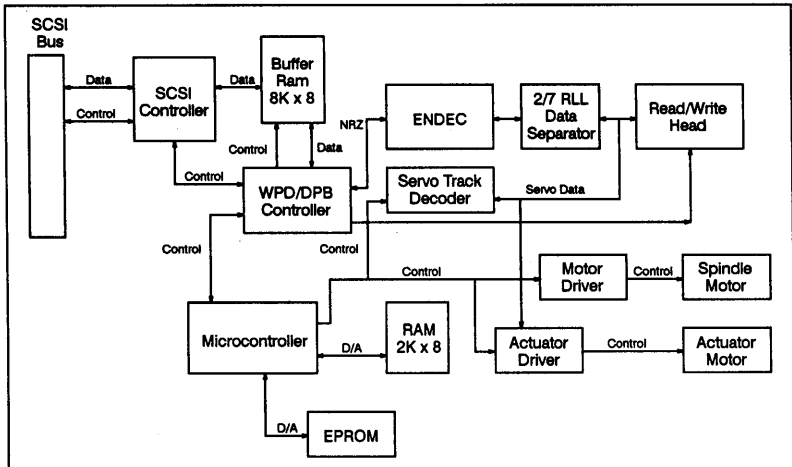 SCSI
Bus
Data
Control
SCSI
Controller
Data
Buffer
Ram
8K x 8
Control
Data
NRZ
ENDEC
2/7 RLL
Data
Separator
Read/Write
Head
Control
WPD/DPB
Controller
Servo Track
Decoder
Servo Data
Control
Control
Control
Motor
Driver
Control
Spindle
Motor
Microcontroller
D/A
RAM
2K x 8
Actuator
Driver
Control
Actuator
Motor
D/A
EPROM